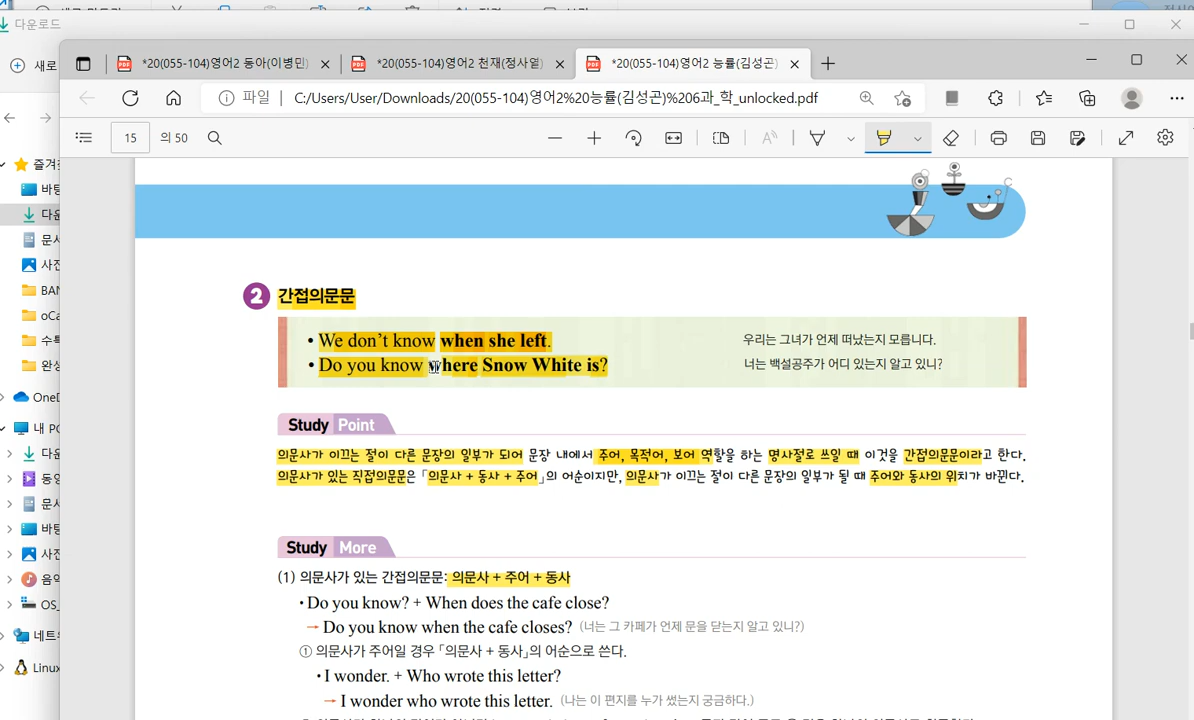 다운로드
새로
*20(055-104)영어2 동아(이병민)
*20(055-104)영어2 천재(정사열)
*20(055-104)영어2 능률(김성곤)
파일
C:/Users/User/Downloads/20(055-104)영어2%20능률(김성곤)%206과_학_unlocked.pdf
15
의 50
즐겨
바탕
다운
문서
사진
BAN
oCa
수특
완성
OneD
내 PC
다운
동영
문서
바탕
사진
음악
OS_
네트
Linux
2 간접의문문
• We don't know when she left.
우리는 그녀가 언제 떠났는지 모릅니다.
• Do you know where Snow White is?
너는 백설공주가 어디 있는지 알고 있니?
Study Point
의문사가 이끄는 절이 다른 문장의 일부가 되어 문장 내에서 주어, 목적어, 보어 역할을 하는 명사절로 쓰일 때 이것을 간접의문문이라고 한다.
의문사가 있는 직접의문문은 「의문사 + 동사 + 주어」의 어순이지만, 의문사가 이끄는 절이 다른 문장의 일부가 될 때 주어와 동사의 위치가 바뀐다.
Study More
(1) 의문사가 있는 간접의문문: 의문사 + 주어 + 동사
• Do you know? + When does the cafe close?
→ Do you know when the cafe closes? (너는 그 카페가 언제 문을 닫는지 알고 있니?)
① 의문사가 주어일 경우 「의문사 + 동사」의 어순으로 쓴다.
• I wonder. + Who wrote this letter?
→ I wonder who wrote this letter. (나는 이 편지를 누가 썼는지 궁금하다.)